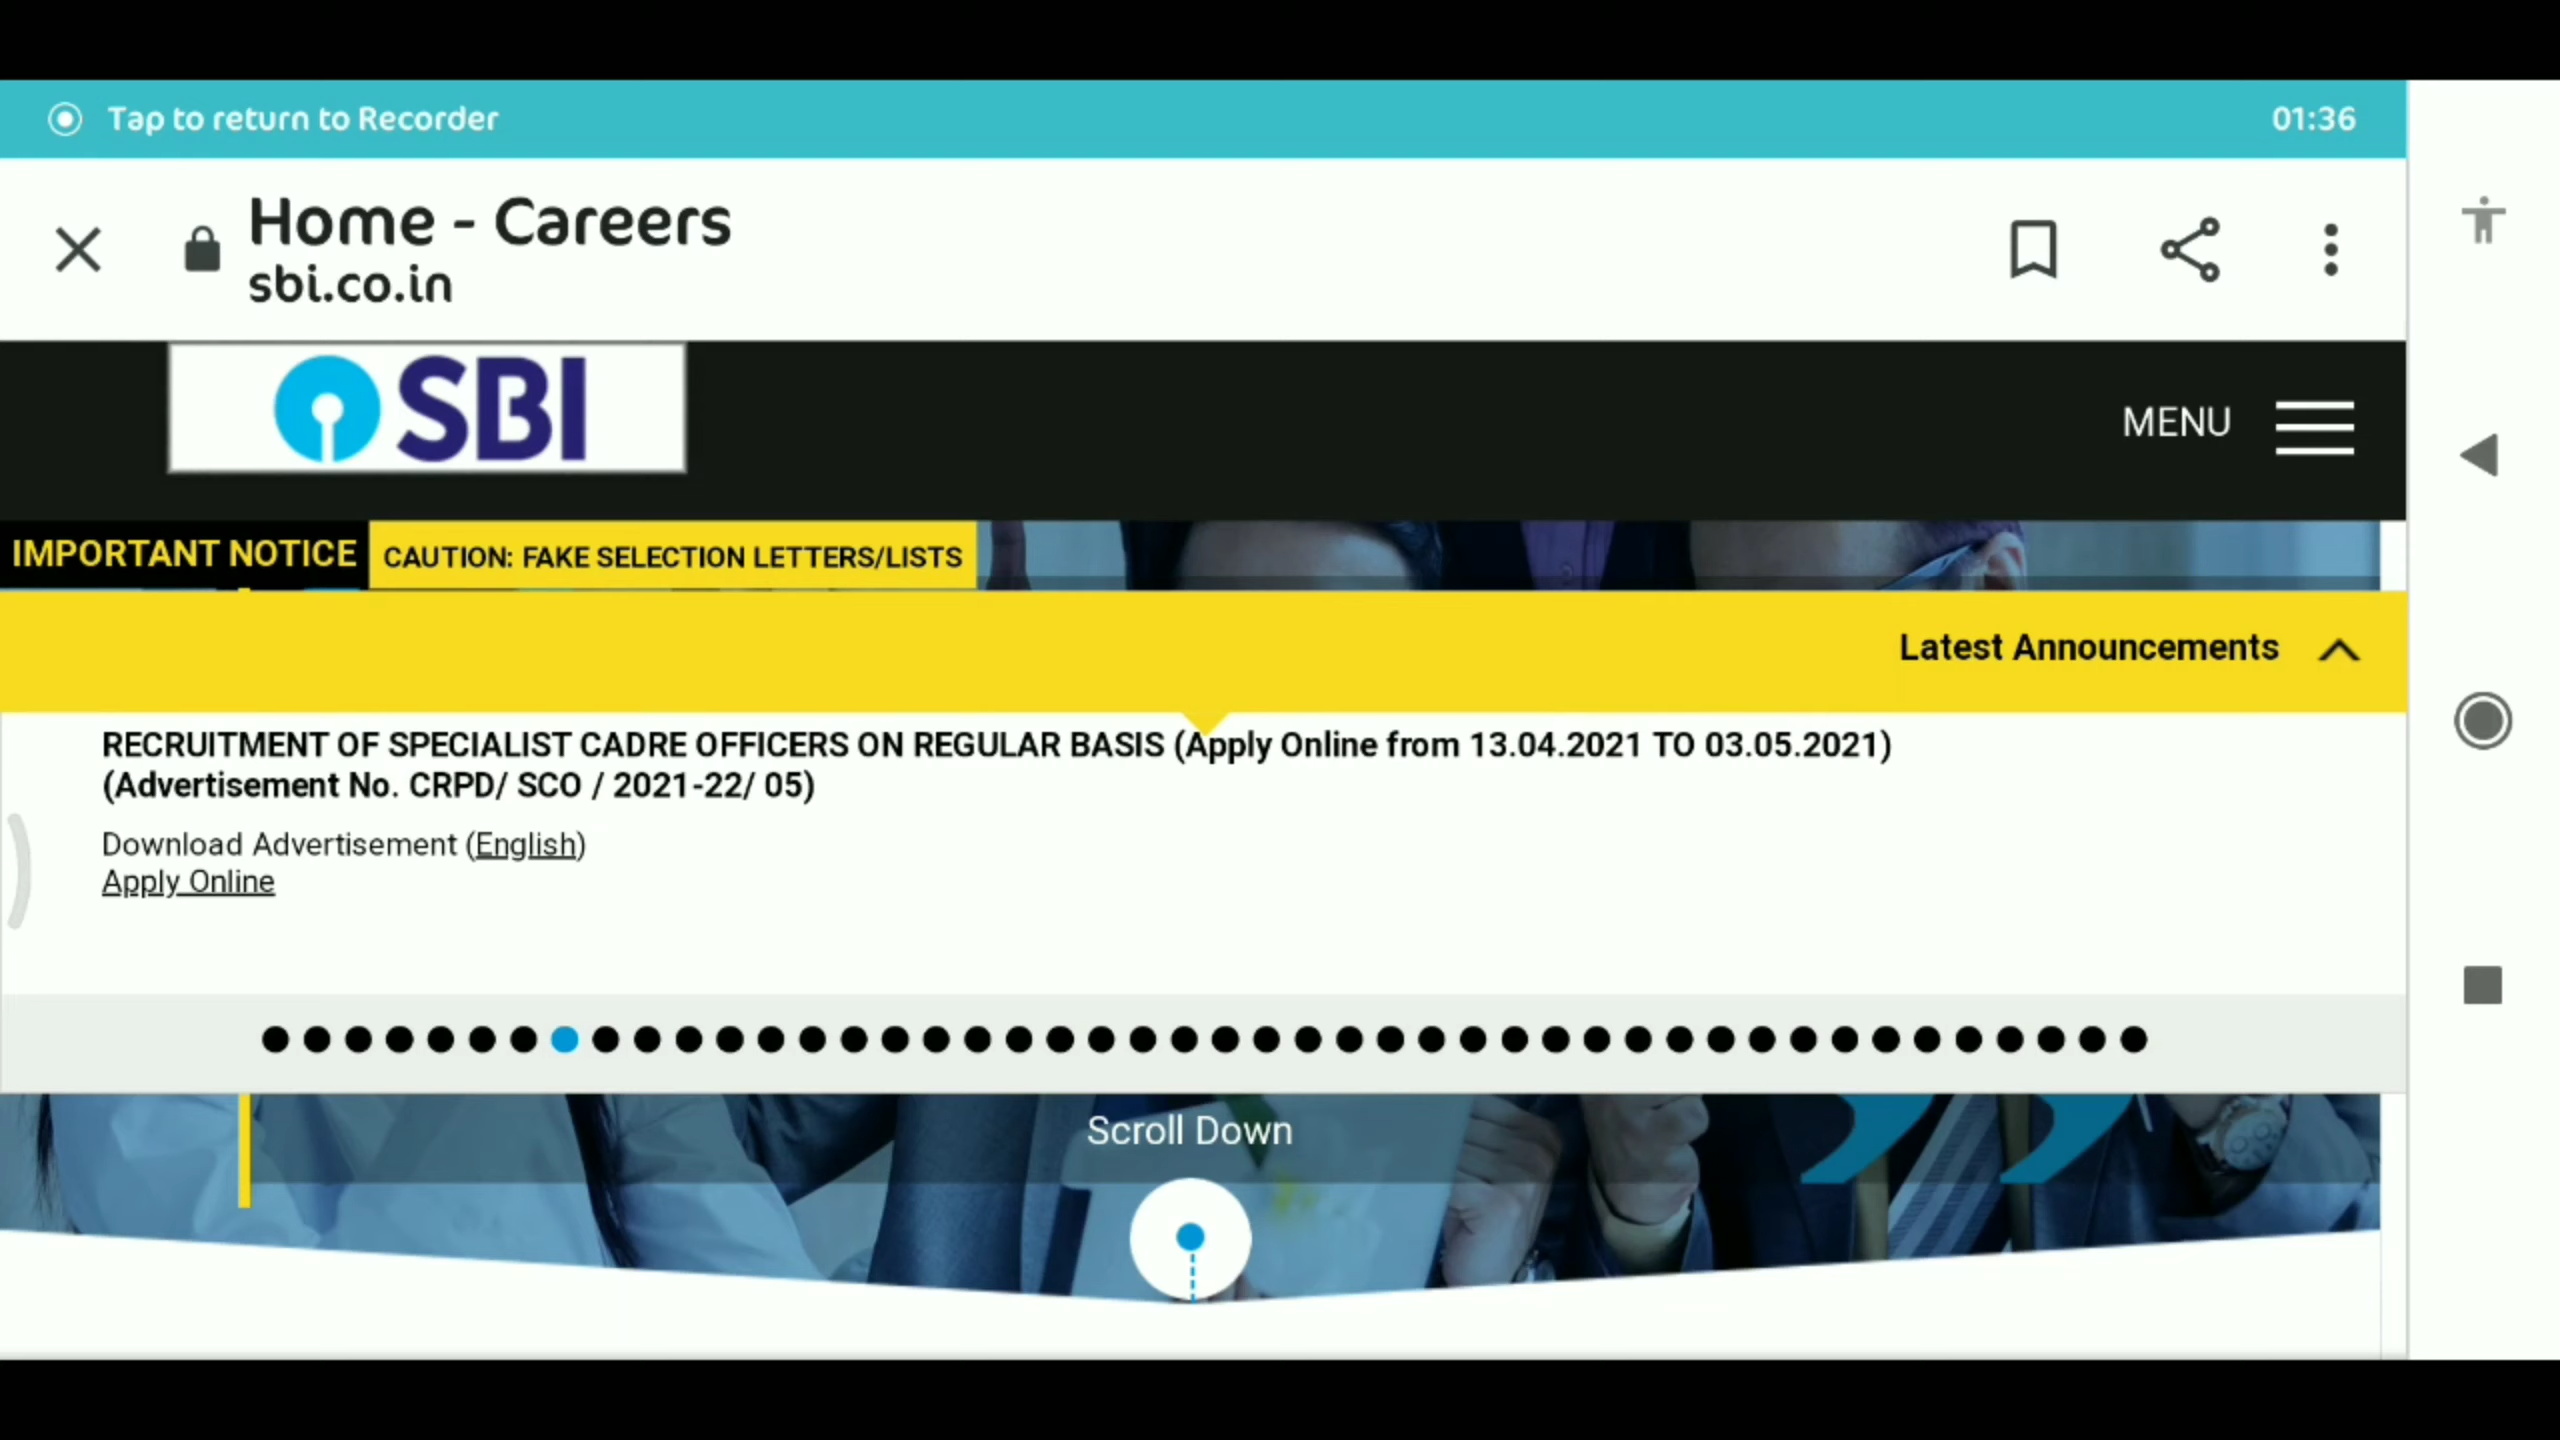 Tap to return to Recorder
01:36
Home - Careers
sbi.co.in
SBI
MENU
IMPORTANT NOTICE
CAUTION: FAKE SELECTION LETTERS/LISTS
Latest Announcements
RECRUITMENT OF SPECIALIST CADRE OFFICERS ON REGULAR BASIS (Apply Online from 13.04.2021 TO 03.05.2021)
(Advertisement No. CRPD/ SCO / 2021-22/ 05)
Download Advertisement (English)
Apply Online
Scroll Down